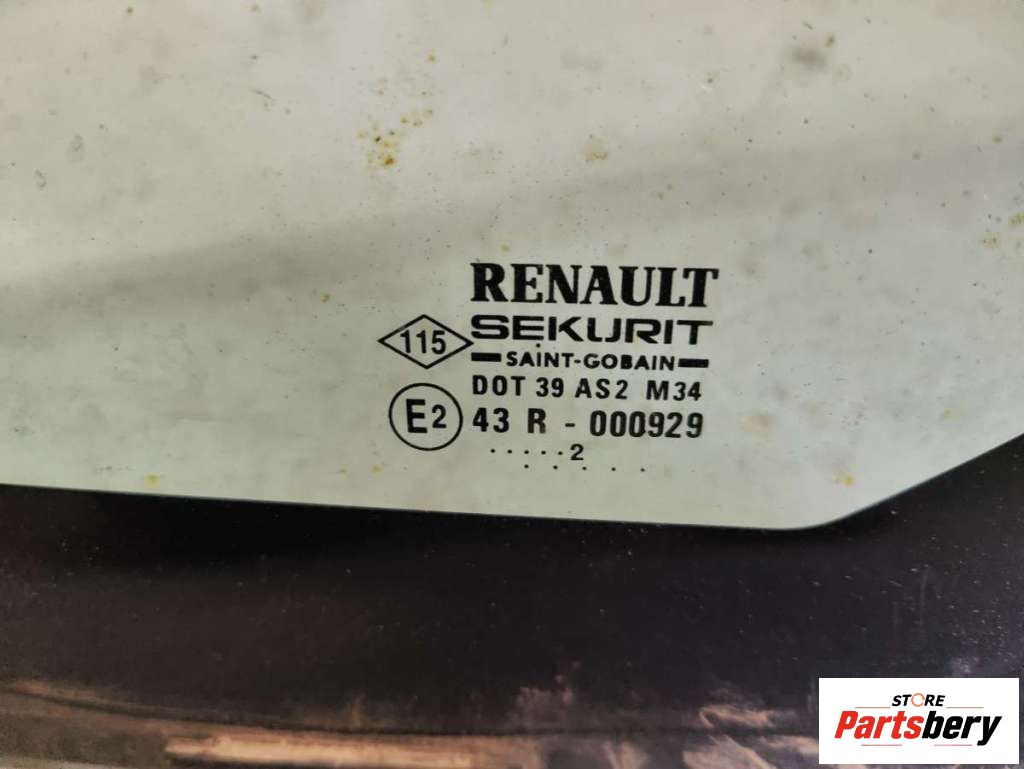 RENAULT
115
SEKURIT
SAINT-GOBAIN
DOT 39 AS2 M34
E2
43 R - 000929
.....2
. . . .
STORE
Partsbery